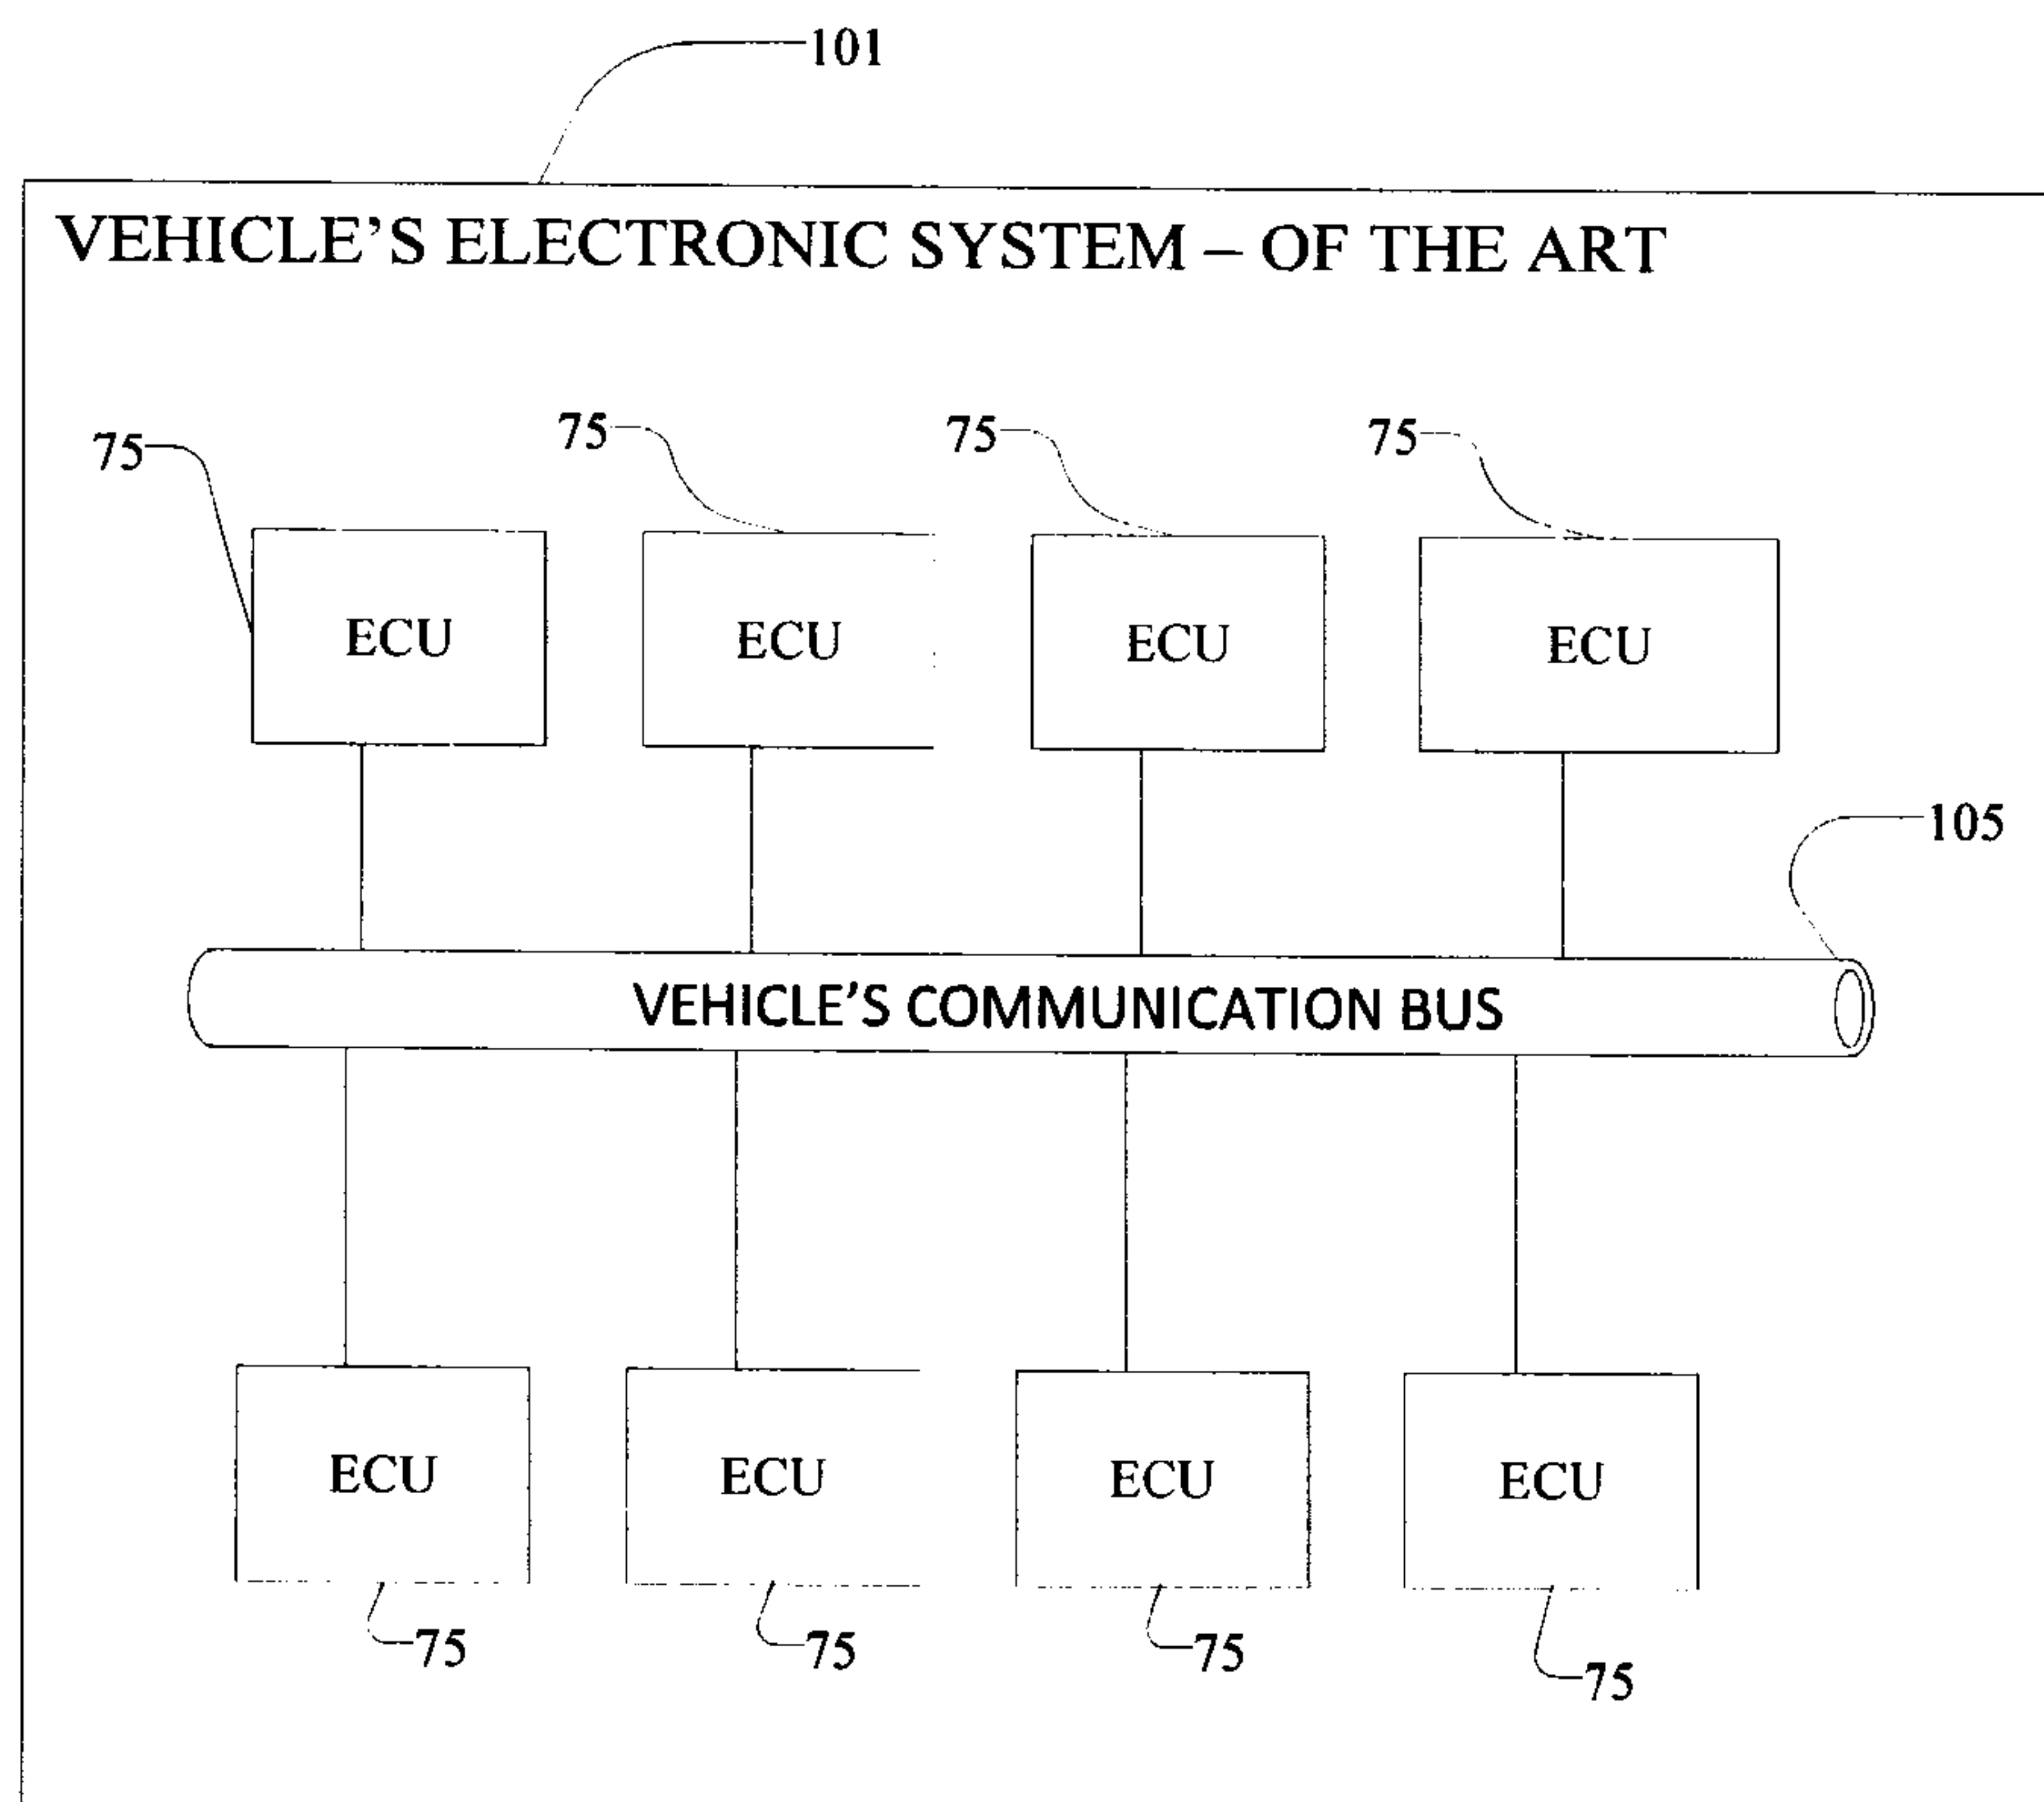 101
VEHICLE'S ELECTRONIC SYSTEM – OF THE ART
75 75 75 75
ECU ECU ECU ECU
105
VEHICLE'S COMMUNICATION BUS
ECU ECU ECU ECU
75 75 75 75